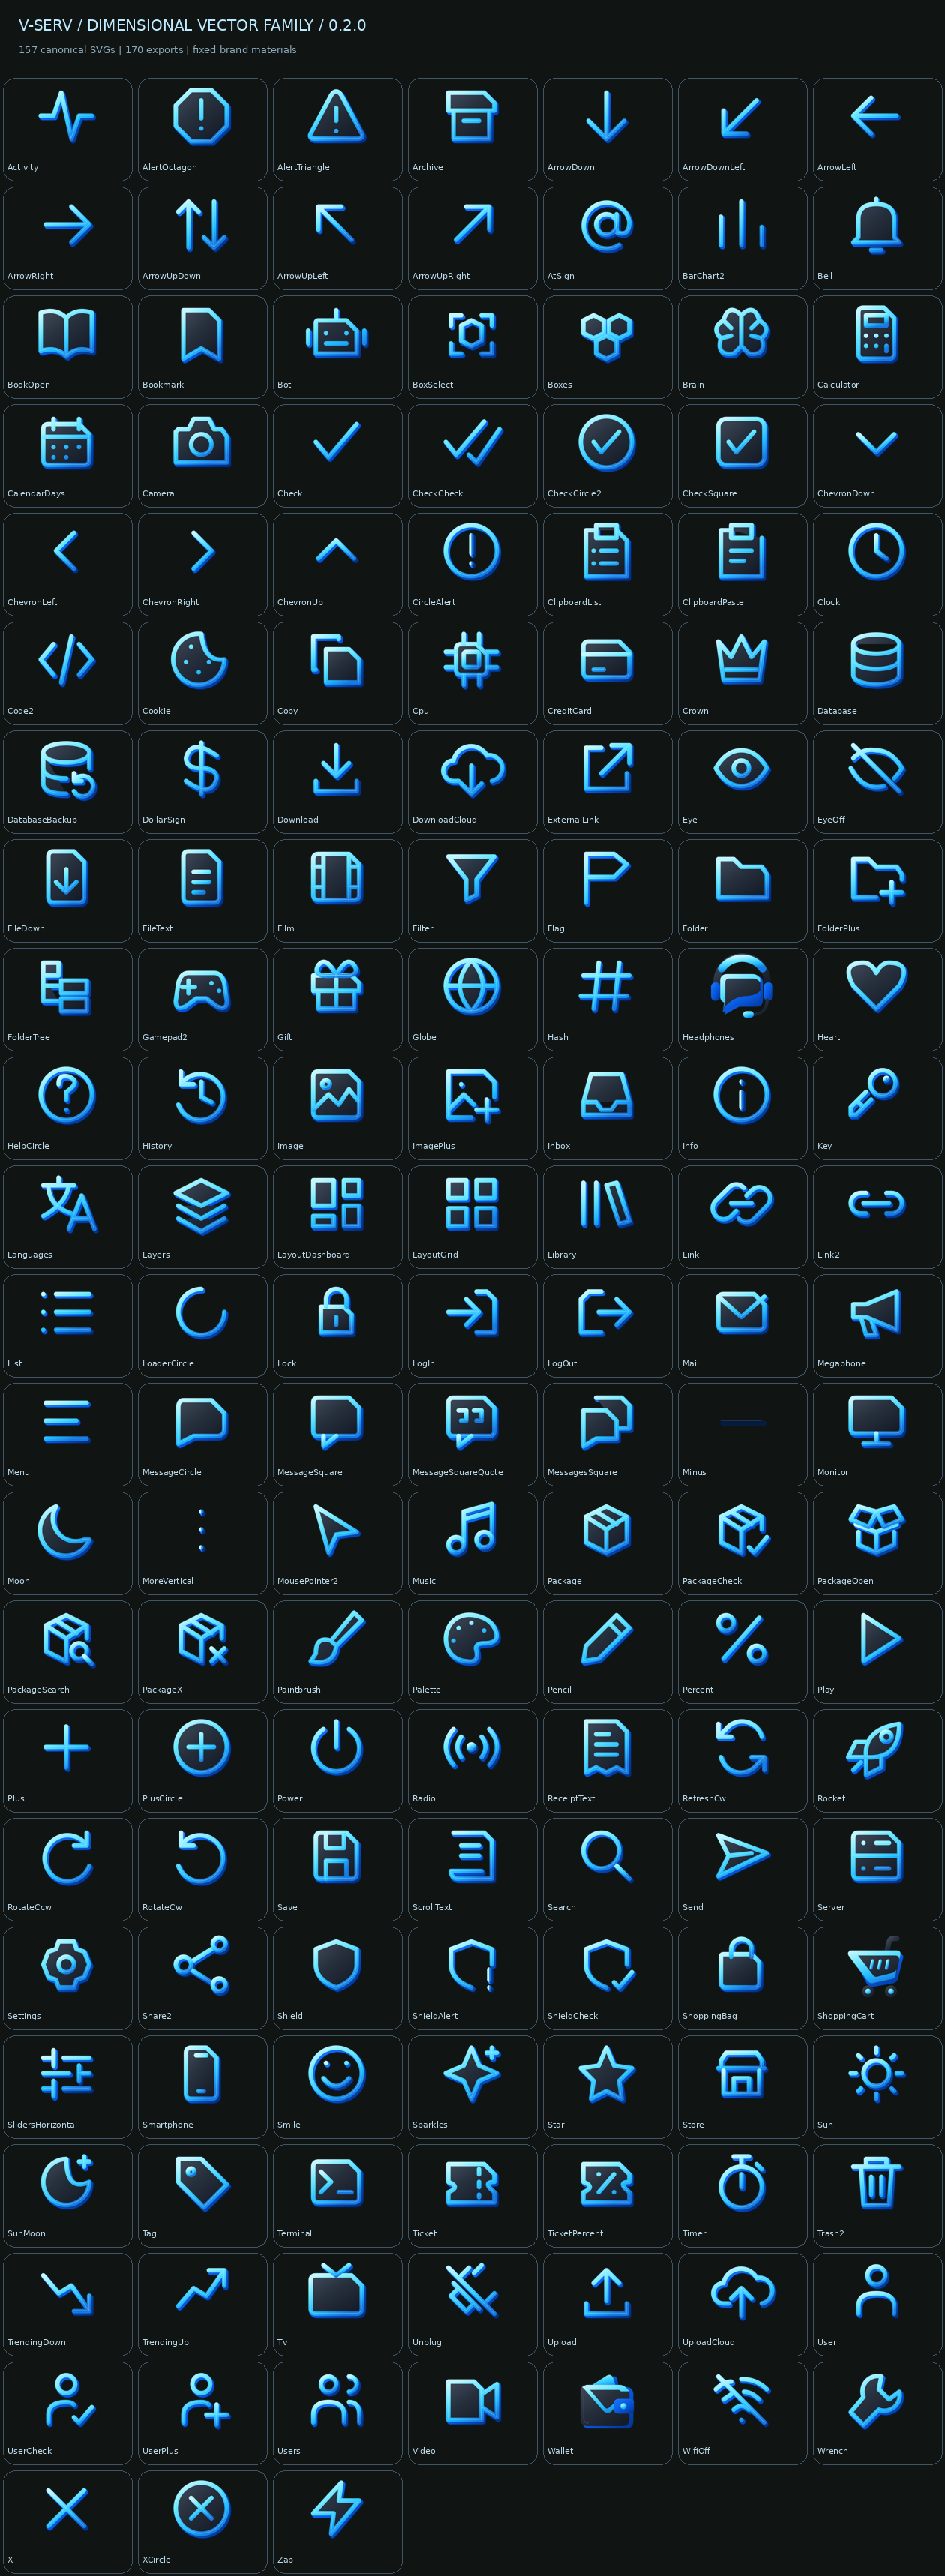 V-SERV / DIMENSIONAL VECTOR FAMILY / 0.2.0
157 canonical SVGs | 170 exports | fixed brand materials
Activity AlertOctagon AlertTriangle Archive ArrowDown ArrowDownLeft ArrowLeft
ArrowRight ArrowUpDown ArrowUpLeft ArrowUpRight AtSign BarChart2 Bell
BookOpen Bookmark Bot BoxSelect Boxes Brain Calculator
CalendarDays Camera Check CheckCheck CheckCircle2 CheckSquare ChevronDown
ChevronLeft ChevronRight ChevronUp CircleAlert ClipboardList ClipboardPaste Clock
Code2 Cookie Copy Cpu CreditCard Crown Database
DatabaseBackup DollarSign Download DownloadCloud ExternalLink Eye EyeOff
FileDown FileText Film Filter Flag Folder FolderPlus
FolderTree Gamepad2 Gift Globe Hash Headphones Heart
HelpCircle History Image ImagePlus Inbox Info Key
Languages Layers LayoutDashboard LayoutGrid Library Link Link2
List LoaderCircle Lock LogIn LogOut Mail Megaphone
Menu MessageCircle MessageSquare MessageSquareQuote MessagesSquare Minus Monitor
Moon MoreVertical MousePointer2 Music Package PackageCheck PackageOpen
PackageSearch PackageX Paintbrush Palette Pencil Percent Play
Plus PlusCircle Power Radio ReceiptText RefreshCw Rocket
RotateCcw RotateCw Save ScrollText Search Send Server
Settings Share2 Shield ShieldAlert ShieldCheck ShoppingBag ShoppingCart
SlidersHorizontal Smartphone Smile Sparkles Star Store Sun
SunMoon Tag Terminal Ticket TicketPercent Timer Trash2
TrendingDown TrendingUp Tv Unplug Upload UploadCloud User
UserCheck UserPlus Users Video Wallet WifiOff Wrench
X XCircle Zap